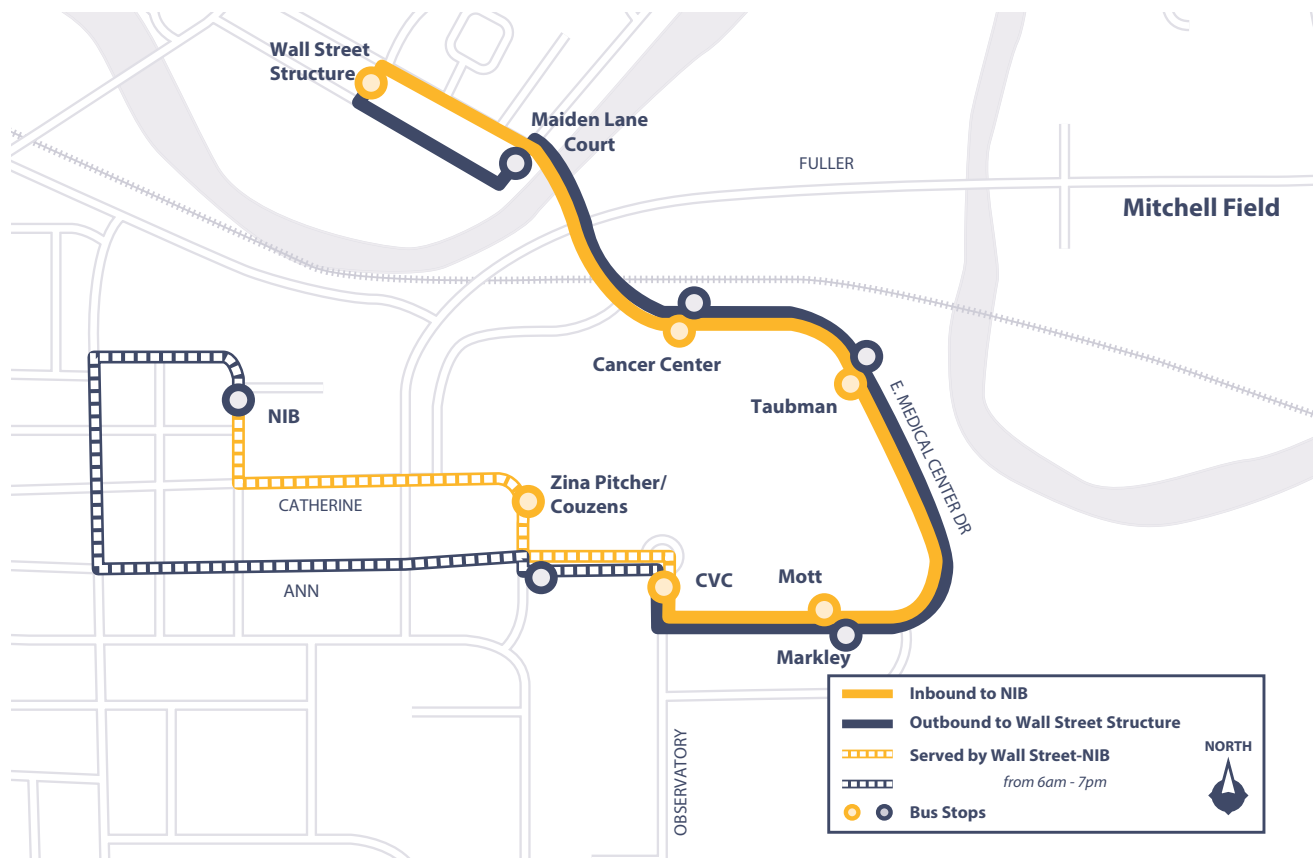 Wall Street
Structure
Maiden Lane
Court
FULLER
Mitchell Field
Cancer Center
Taubman
E. MEDICAL CENTER DR
NIB
Zina Pitcher/
Couzens
CATHERINE
ANN
CVC
Mott
Markley
OBSERVATORY
Inbound to NIB
Outbound to Wall Street Structure
Served by Wall Street-NIB
from 6am - 7pm
Bus Stops
NORTH